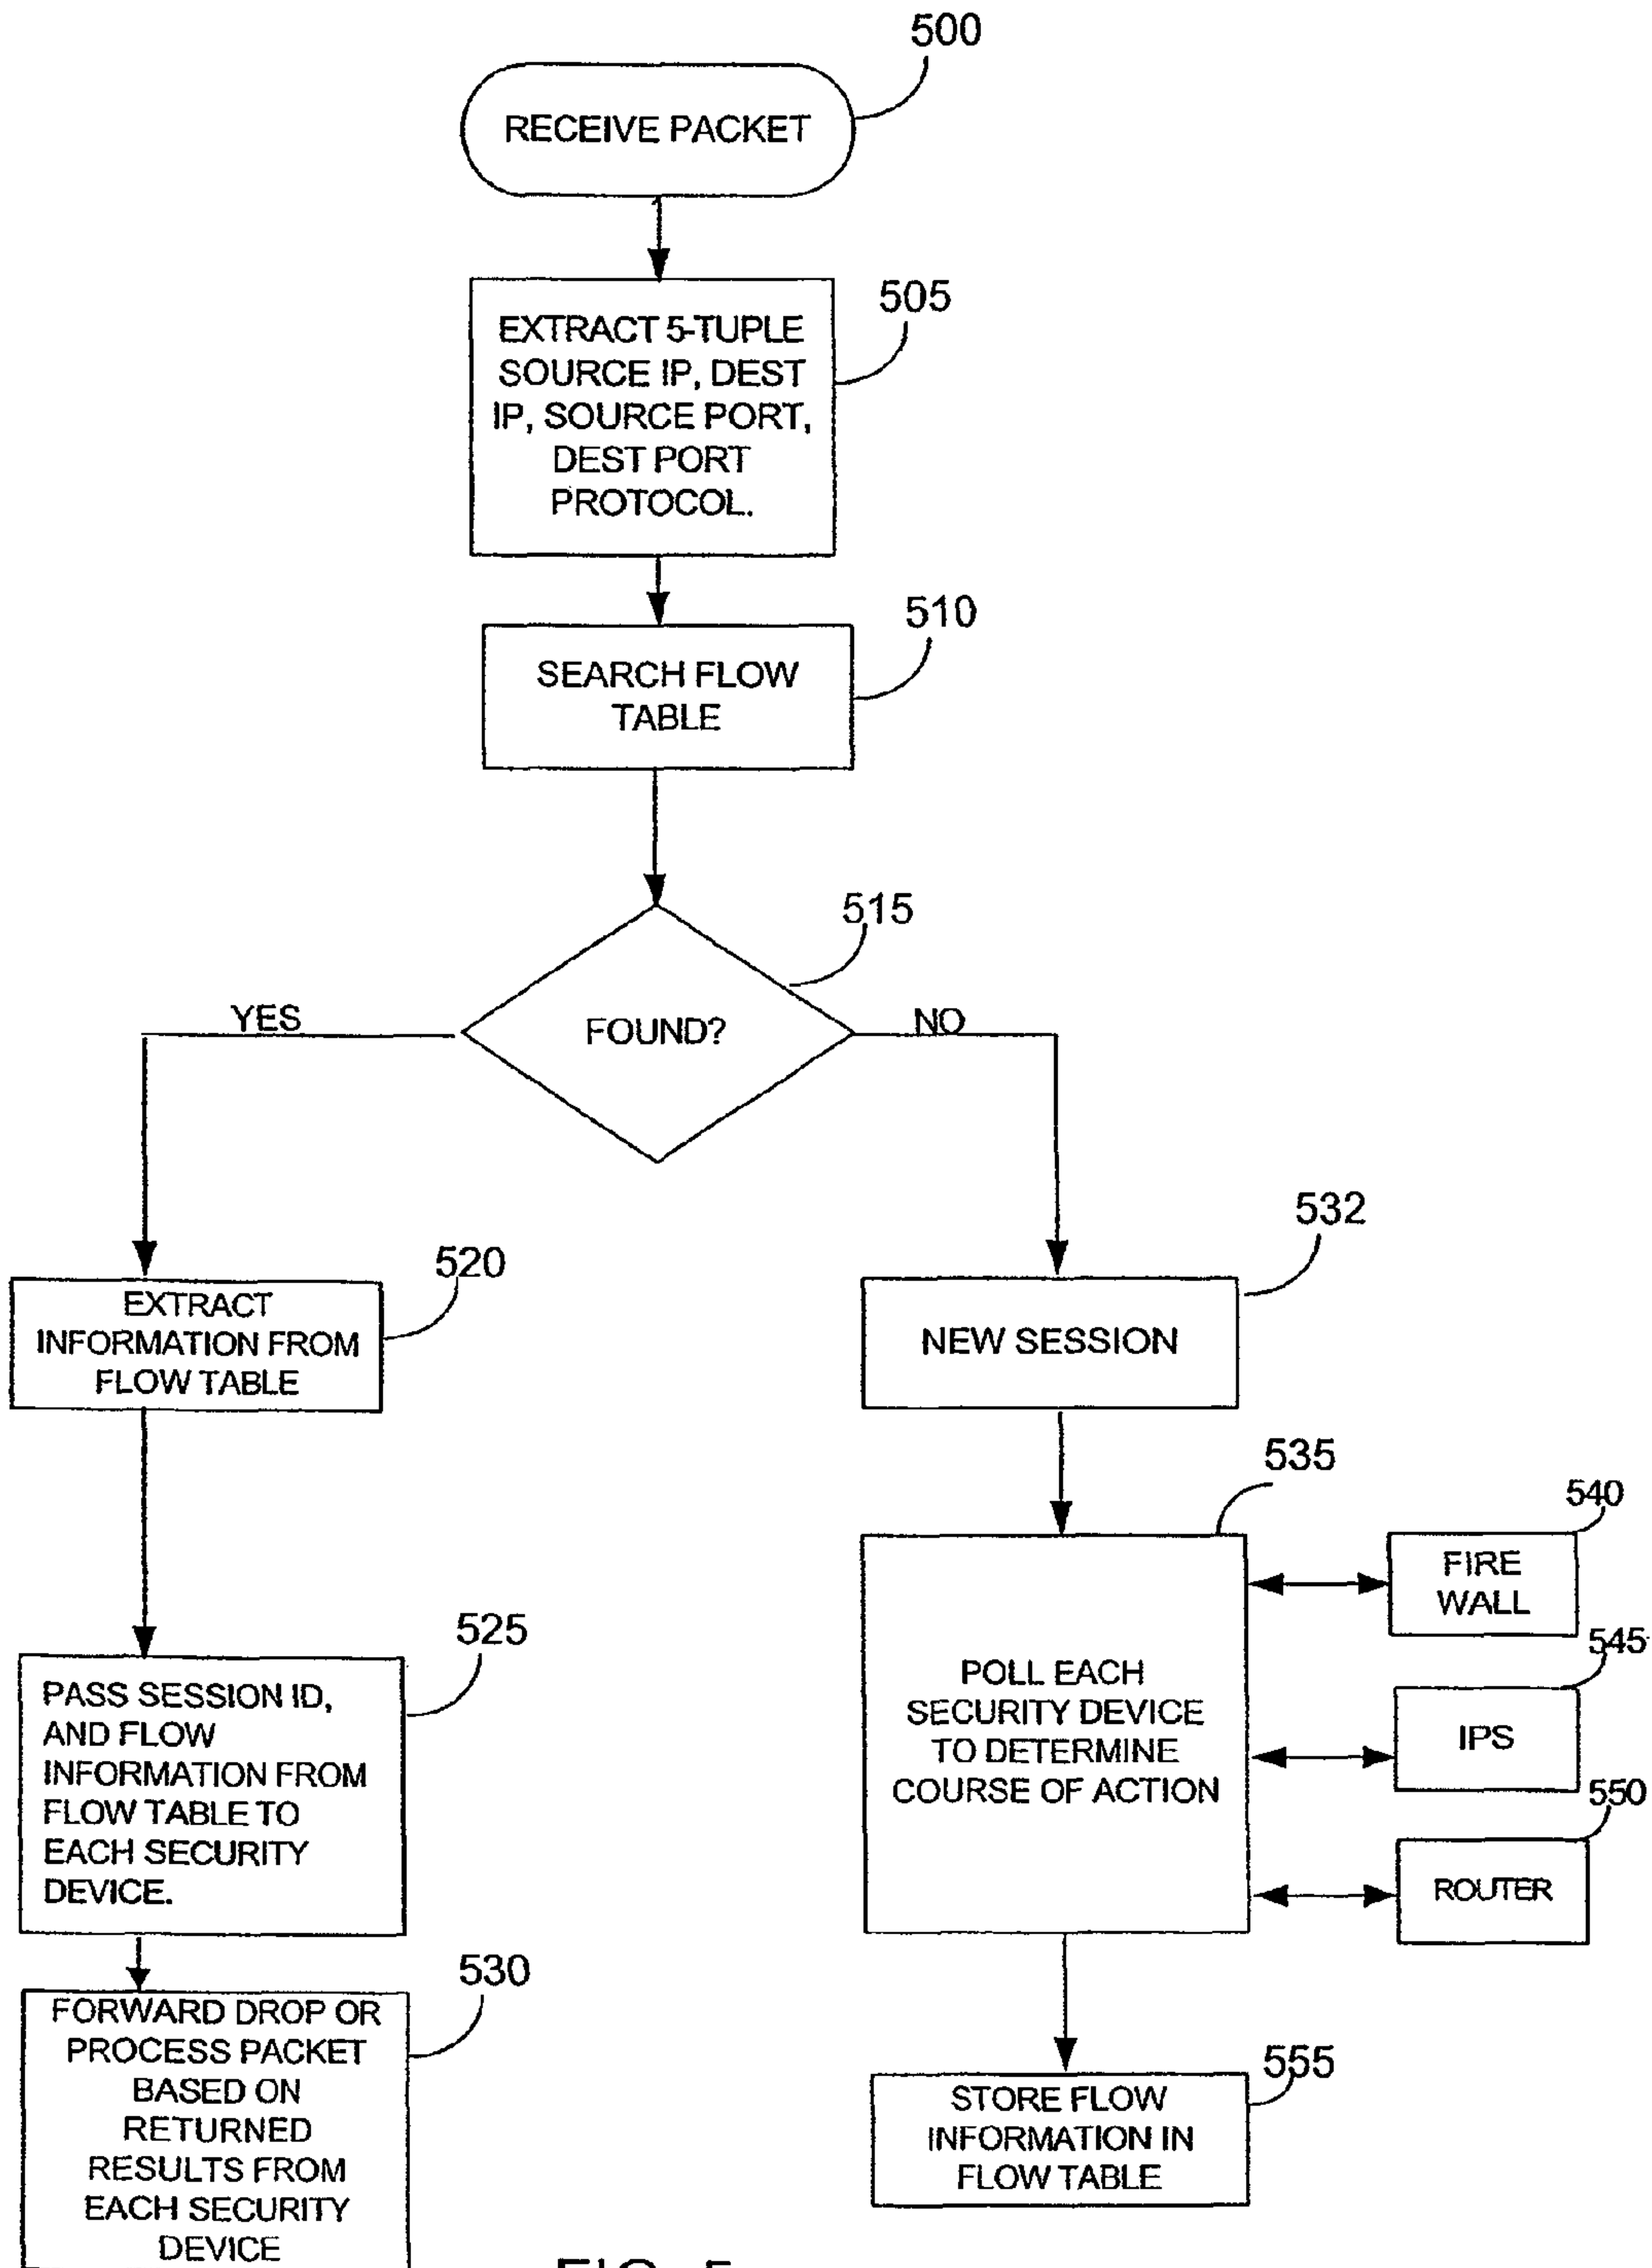 500
RECEIVE PACKET
505
EXTRACT 5-TUPLE
SOURCE IP, DEST
IP, SOURCE PORT,
DEST PORT
PROTOCOL.
510
SEARCH FLOW
TABLE
515
FOUND?
YES
NO
520
EXTRACT
INFORMATION FROM
FLOW TABLE
525
PASS SESSION ID,
AND FLOW
INFORMATION FROM
FLOW TABLE TO
EACH SECURITY
DEVICE.
530
FORWARD DROP OR
PROCESS PACKET
BASED ON
RETURNED
RESULTS FROM
EACH SECURITY
DEVICE
532
NEW SESSION
535
POLL EACH
SECURITY DEVICE
TO DETERMINE
COURSE OF ACTION
540
FIRE
WALL
545
IPS
550
ROUTER
555
STORE FLOW
INFORMATION IN
FLOW TABLE